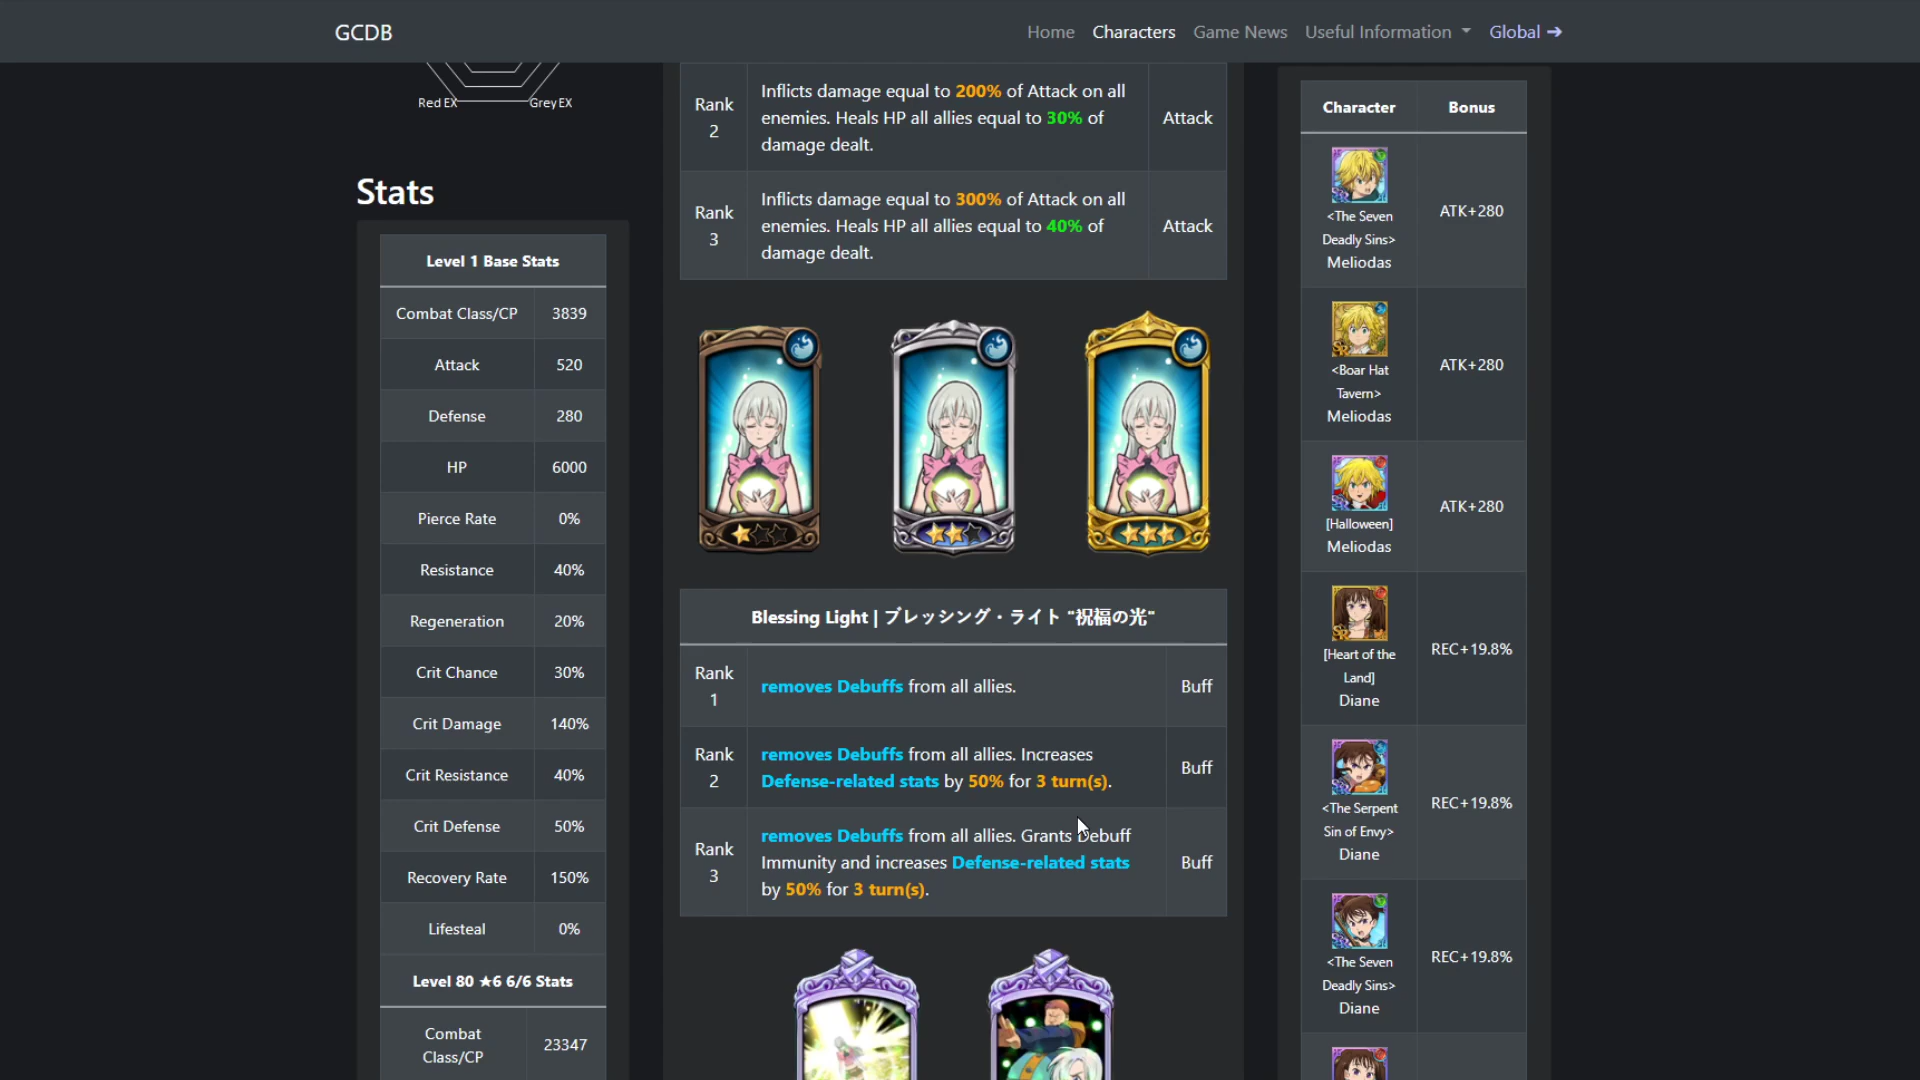 GCDB
Home Characters Game News Useful Information Global ➔
Red EX
Grey EX
Stats
Level 1 Base Stats
Combat Class/CP 3839
Attack 520
Defense 280
HP 6000
Pierce Rate 0%
Resistance 40%
Regeneration 20%
Crit Chance 30%
Crit Damage 140%
Crit Resistance 40%
Crit Defense 50%
Recovery Rate 150%
Lifesteal 0%
Level 80 ★6 6/6 Stats
Combat
Class/CP
23347
Rank
2
Inflicts damage equal to 200% of Attack on all
enemies. Heals HP all allies equal to 30% of
damage dealt.
Attack
Rank
3
Inflicts damage equal to 300% of Attack on all
enemies. Heals HP all allies equal to 40% of
damage dealt.
Attack
Blessing Light | ブレッシング・ライト "祝福の光"
Rank
1
removes Debuffs from all allies.
Buff
Rank
2
removes Debuffs from all allies. Increases
Defense-related stats by 50% for 3 turn(s).
Buff
Rank
3
removes Debuffs from all allies. Grants Debuff
Immunity and increases Defense-related stats
by 50% for 3 turn(s).
Buff
Character Bonus
SR
<The Seven
Deadly Sins>
Meliodas
ATK+280
SR
<Boar Hat
Tavern>
Meliodas
ATK+280
[Halloween]
Meliodas
ATK+280
SR
[Heart of the
Land]
Diane
REC+19.8%
<The Serpent
Sin of Envy>
Diane
REC+19.8%
<The Seven
Deadly Sins>
Diane
REC+19.8%